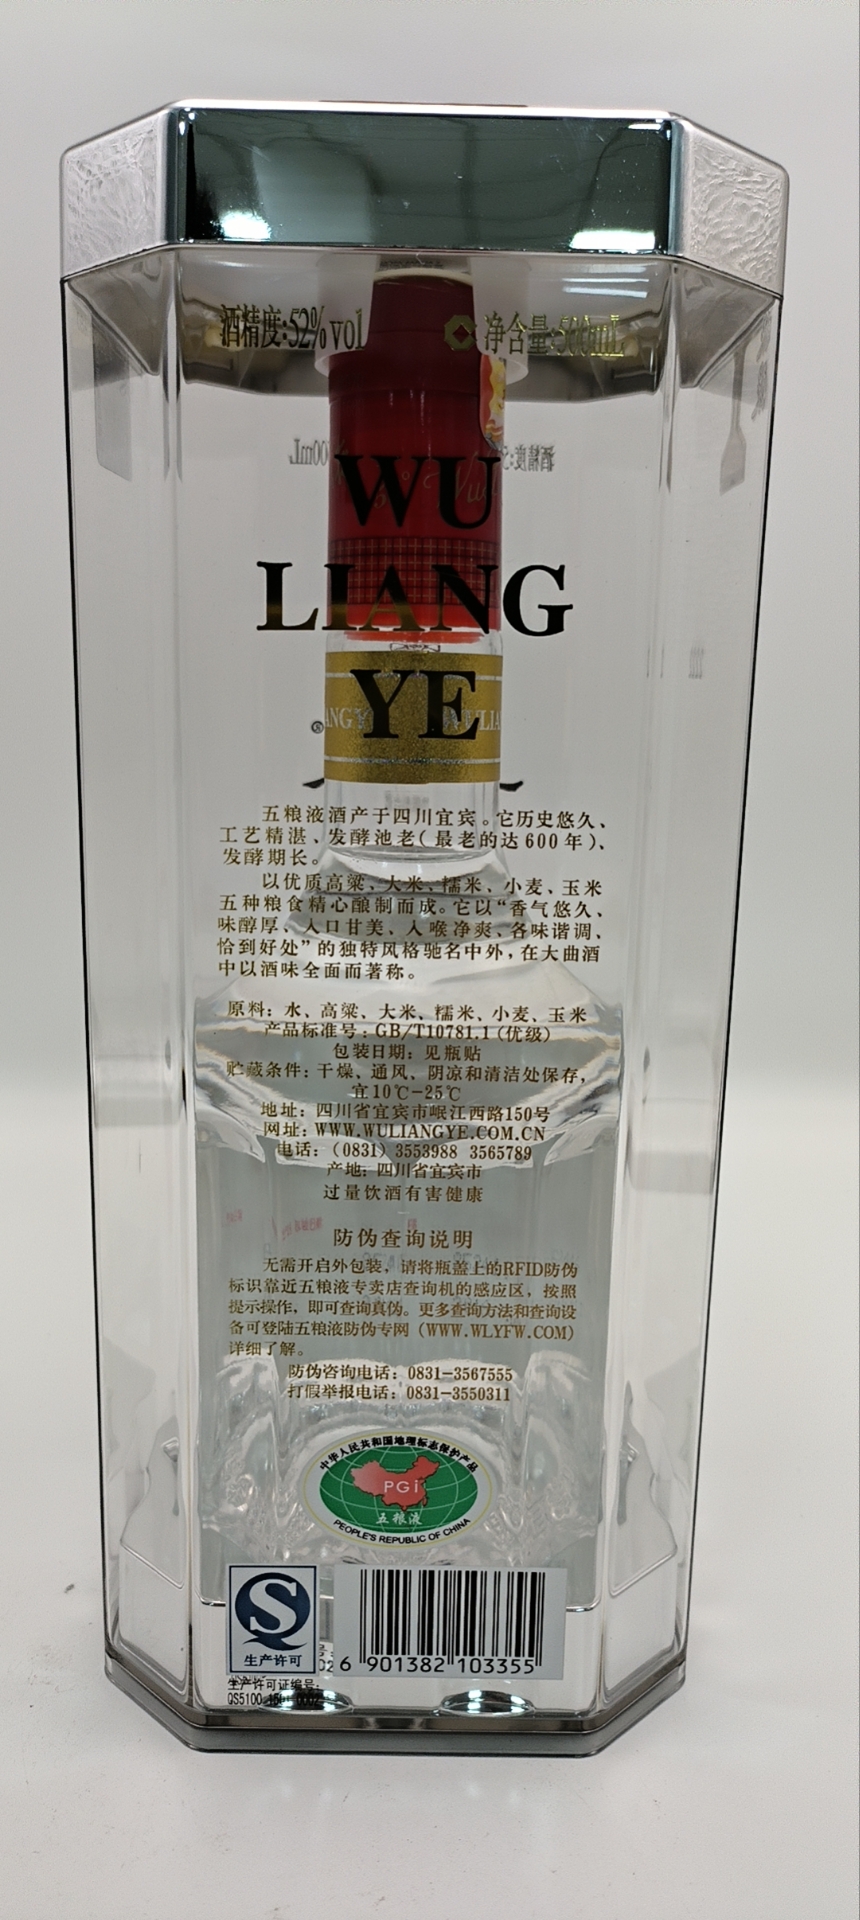 酒精度:52%vol 净含量:500mL
WU
LIANG
YE
®
五粮液酒产于四川宜宾。它历史悠久、
工艺精湛、发酵池老(最老的达600年)、
发酵期长。
以优质高粱、大米、糯米、小麦、玉米
五种粮食精心酿制而成。它以“香气悠久、
味醇厚、入口甘美、入喉净爽、各味谐调、
恰到好处”的独特风格驰名中外,在大曲酒
中以酒味全面而著称。
原料: 水、高粱、大米、糯米、小麦、玉米
产品标准号: GB/T10781.1(优级)
包装日期: 见瓶贴
贮藏条件: 干燥、通风、阴凉和清洁处保存,
宜10℃-25℃
地址: 四川省宜宾市岷江西路150号
网址: WWW.WULIANGYE.COM.CN
电话: (0831) 3553988 3565789
产地: 四川省宜宾市
过量饮酒有害健康
防伪查询说明
无需开启外包装, 请将瓶盖上的RFID防伪
标识靠近五粮液专卖店查询机的感应区, 按照
提示操作, 即可查询真伪。更多查询方法和查询设
备可登陆五粮液防伪专网 (WWW.WLYFW.COM)
详细了解。
防伪咨询电话: 0831-3567555
打假举报电话: 0831-3550311
中华人民共和国地理标志保护产品
PGi
五粮液
PEOPLE'S REPUBLIC OF CHINA
生产许可
6 901382 103355
生产许可证编号:
QS5100 1501 0002